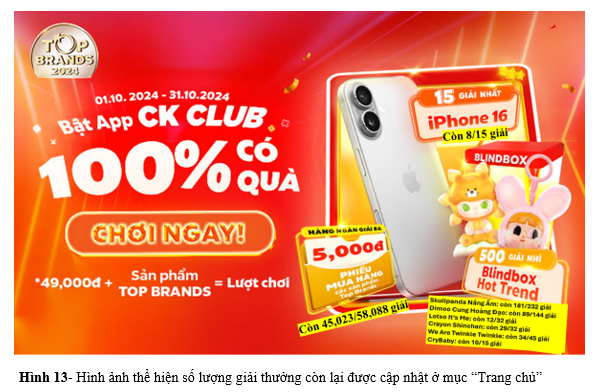 TOP
BRANDS
2024
01.10. 2024 - 31.10.2024
Bật App CK CLUB
100% CÓ
QUÀ
CHƠI NGAY!
*49,000đ + Sản phẩm
TOP BRANDS = Lượt chơi
15 GIẢI NHẤT
iPhone 16
Còn 8/15 giải
BLINDBOX
HÀNG NGÀN GIẢI BA
5,000đ
PHIẾU
MUA HÀNG
các sản phẩm
Top Brands
Còn 45,023/58,088 giải
500 GIẢI NHÌ
Blindbox
Hot Trend
Skullpanda Nắng Ấm: còn 181/232 giải
Dimoo Cung Hoàng Đạo: còn 89/144 giải
Lotso It's Me: còn 12/32 giải
Crayon Shinchan: còn 29/32 giải
We Are Twinkle Twinkle: còn 34/45 giải
CryBaby: còn 10/15 giải
Hình 13- Hình ảnh thể hiện số lượng giải thưởng còn lại được cập nhật ở mục “Trang chủ”